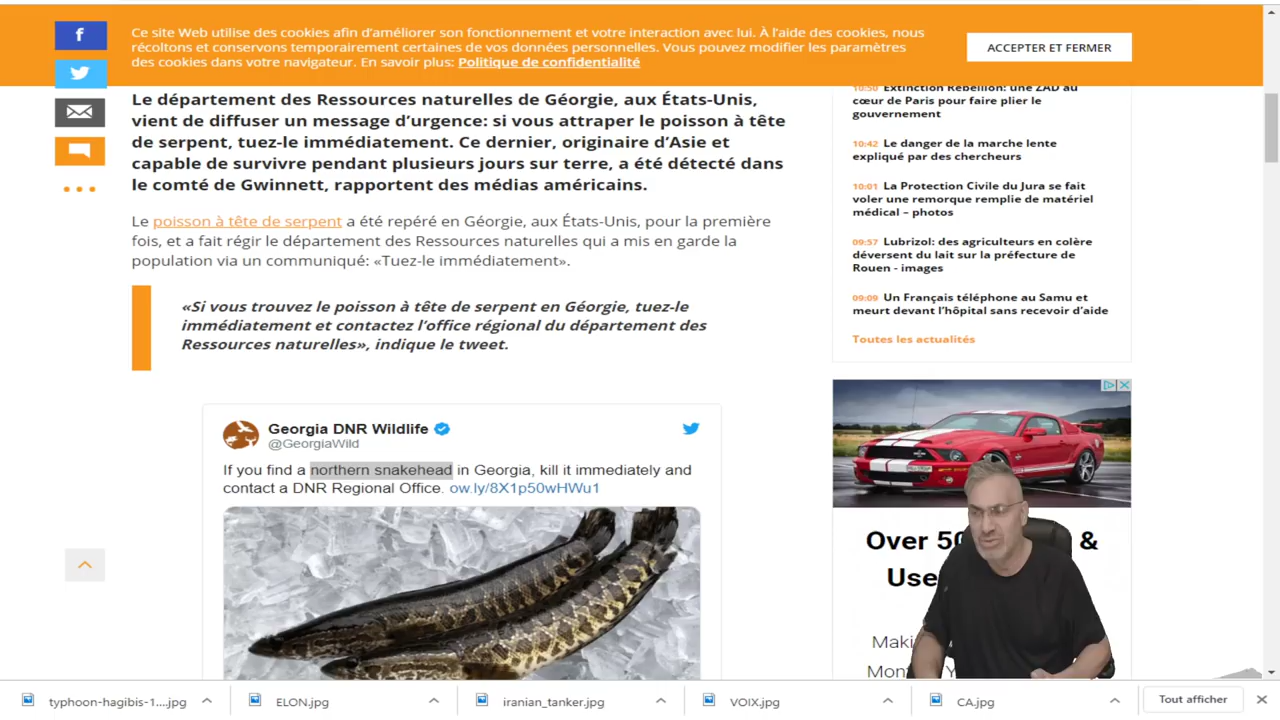 f
Ce site Web utilise des cookies afin d’améliorer son fonctionnement et votre interaction avec lui. À l’aide des cookies, nous
récoltons et conservons temporairement certaines de vos données personnelles. Vous pouvez modifier les paramètres
des cookies dans votre navigateur. En savoir plus: Politique de confidentialité
ACCEPTER ET FERMER
Le département des Ressources naturelles de Géorgie, aux États-Unis,
vient de diffuser un message d’urgence: si vous attraper le poisson à tête
de serpent, tuez-le immédiatement. Ce dernier, originaire d’Asie et
capable de survivre pendant plusieurs jours sur terre, a été détecté dans
le comté de Gwinnett, rapportent des médias américains.
Le poisson à tête de serpent a été repéré en Géorgie, aux États-Unis, pour la première
fois, et a fait régir le département des Ressources naturelles qui a mis en garde la
population via un communiqué: «Tuez-le immédiatement».
«Si vous trouvez le poisson à tête de serpent en Géorgie, tuez-le
immédiatement et contactez l’office régional du département des
Ressources naturelles», indique le tweet.
Georgia DNR Wildlife
@GeorgiaWild
If you find a northern snakehead in Georgia, kill it immediately and
contact a DNR Regional Office. ow.ly/8X1p50wHWu1
10:50 Extinction Rebellion: une ZAD au
cœur de Paris pour faire plier le
gouvernement
10:42 Le danger de la marche lente
expliqué par des chercheurs
10:01 La Protection Civile du Jura se fait
voler une remorque remplie de matériel
médical – photos
09:57 Lubrizol: des agriculteurs en colère
déversent du lait sur la préfecture de
Rouen - images
09:09 Un Français téléphone au Samu et
meurt devant l’hôpital sans recevoir d’aide
Toutes les actualités
Over &
typhoon-hagibis-1....jpg
ELON.jpg
iranian_tanker.jpg
VOIX.jpg
CA.jpg
Tout afficher